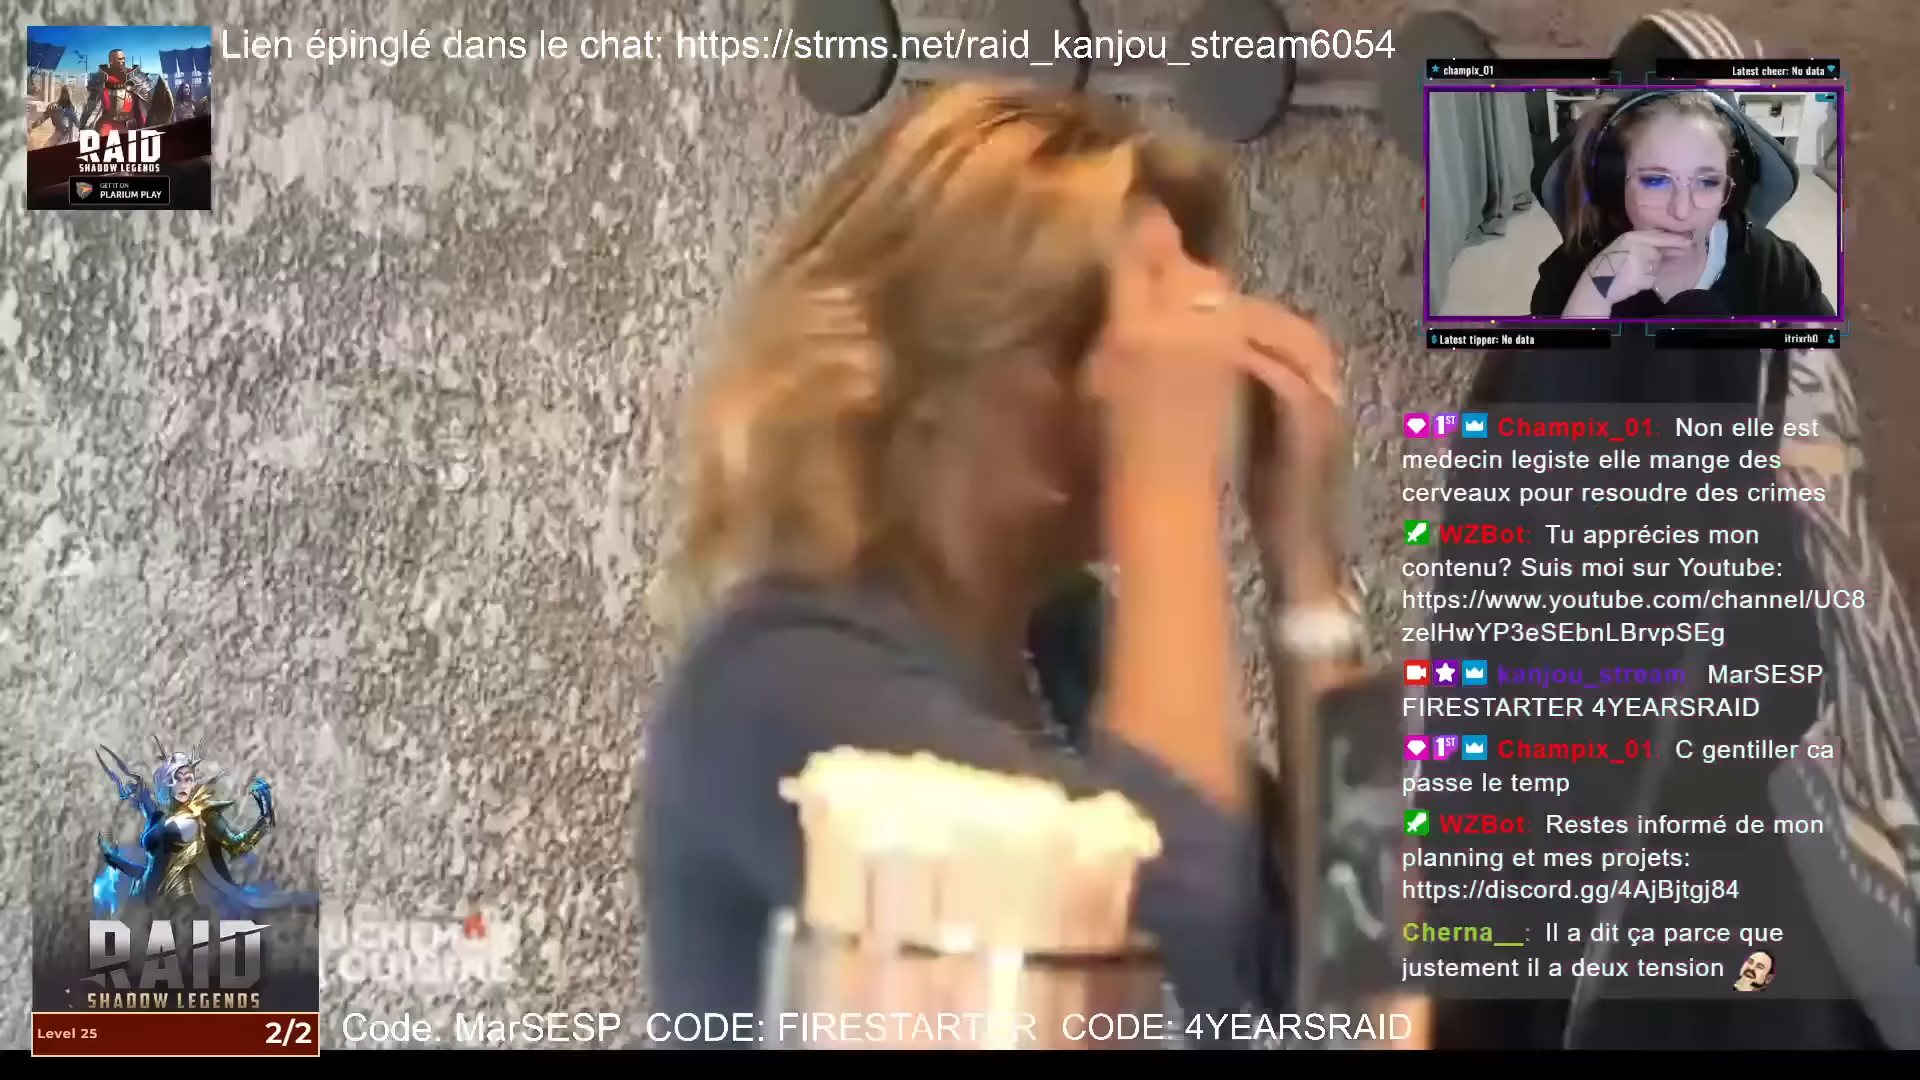 Lien épinglé dans le chat: https://strms.net/raid_kanjou_stream6054
RAID
SHADOW LEGENDS
GET IT ON
PLARIUM PLAY
champix_01
Latest cheer: No data
Latest tipper: No data
itrixrh0
1ST Champix_01: Non elle est
medecin legiste elle mange des
cerveaux pour resoudre des crimes
WZBot: Tu apprécies mon
contenu? Suis moi sur Youtube:
https://www.youtube.com/channel/UC8
zelHwYP3eSEbnLBrvpSEg
kanjou_stream MarSESP
FIRESTARTER 4YEARSRAID
1ST Champix_01: C gentiller ca
passe le temp
WZBot: Restes informé de mon
planning et mes projets:
https://discord.gg/4AjBjtgj84
Cherna__: Il a dit ça parce que
justement il a deux tension
RAID
SHADOW LEGENDS
Level 25
2/2
Code: MarSESP CODE: FIRESTARTER CODE: 4YEARSRAID